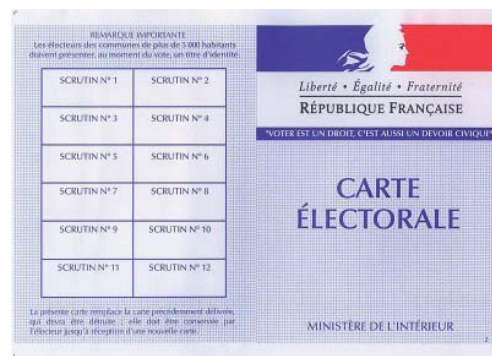 REMARQUE IMPORTANTE
Les électeurs des communes de plus de 5 000 habitants
doivent présenter, au moment du vote, un titre d'identité.
SCRUTIN N° 1 SCRUTIN N° 2
SCRUTIN N° 3 SCRUTIN N° 4
SCRUTIN N° 5 SCRUTIN N° 6
SCRUTIN N° 7 SCRUTIN N° 8
SCRUTIN N° 9 SCRUTIN N° 10
SCRUTIN N° 11 SCRUTIN N° 12
La présente carte remplace la carte précédemment délivrée,
qui devra être détruite ; elle doit être conservée par
l'électeur jusqu'à réception d'une nouvelle carte.
Liberté • Égalité • Fraternité
RÉPUBLIQUE FRANÇAISE
"VOTER EST UN DROIT, C'EST AUSSI UN DEVOIR CIVIQUE"
CARTE
ÉLECTORALE
MINISTÈRE DE L'INTÉRIEUR
2